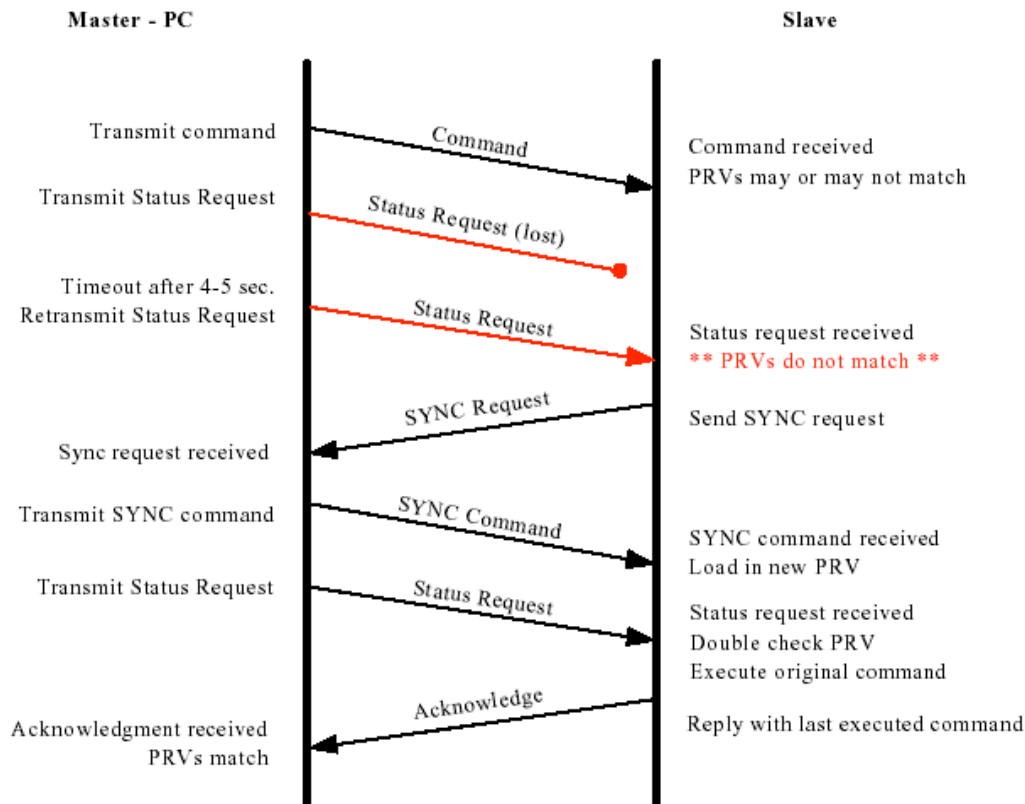 Master - PC
Slave
Transmit command
Command
Command received
PRVs may or may not match
Transmit Status Request
Status Request (lost)
Timeout after 4-5 sec.
Retransmit Status Request
Status Request
Status request received
** PRVs do not match **
SYNC Request
Send SYNC request
Sync request received
Transmit SYNC command
SYNC Command
SYNC command received
Load in new PRV
Transmit Status Request
Status Request
Status request received
Double check PRV
Execute original command
Acknowledge
Reply with last executed command
Acknowledgment received
PRVs match